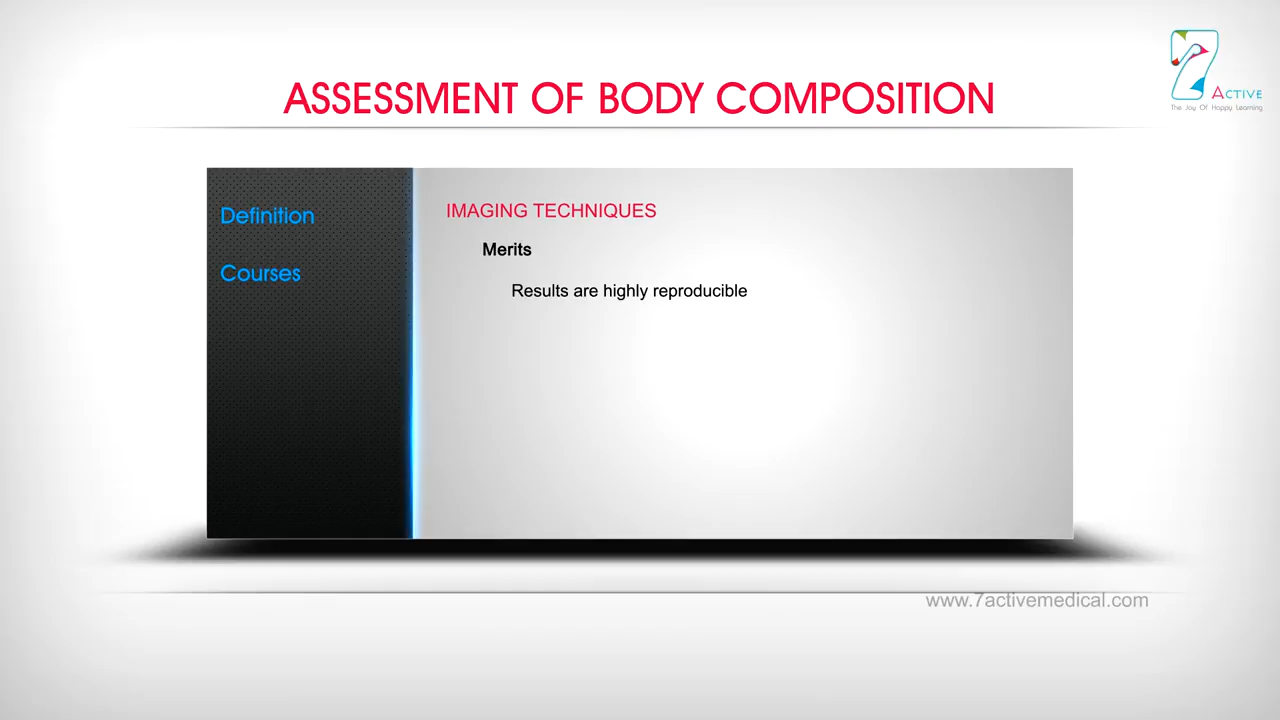 ASSESSMENT OF BODY COMPOSITION
7 ACTIVE
The Joy Of Happy Learning
Definition
Courses
IMAGING TECHNIQUES
Merits
Results are highly reproducible
www.7activemedical.com